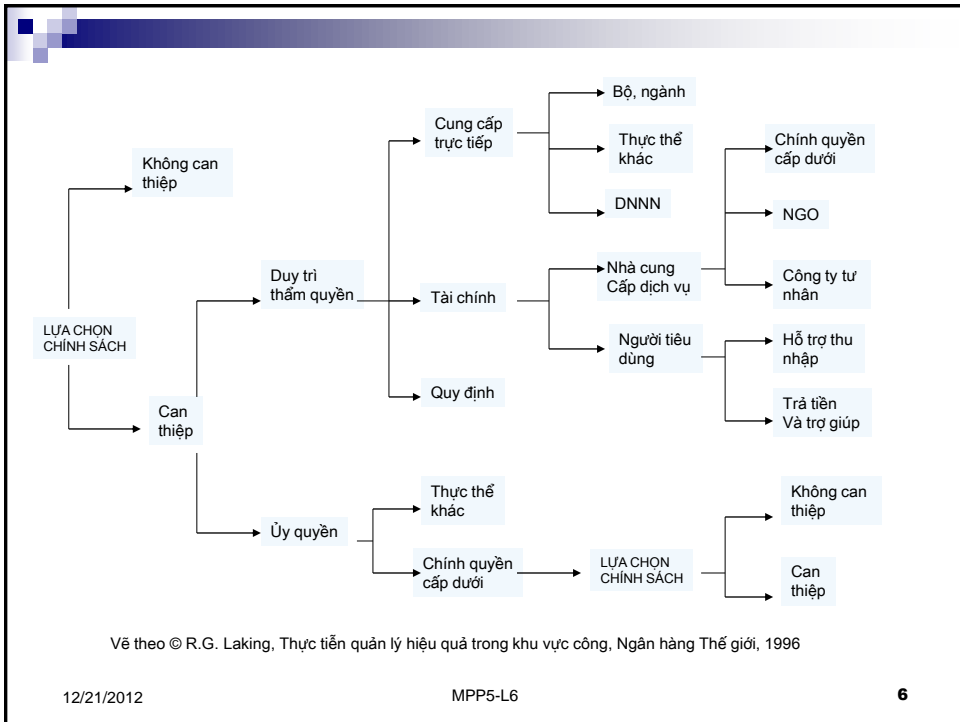 Không can
thiệp
LỰA CHỌN
CHÍNH SÁCH
Can
thiệp
Duy trì
thẩm quyền
Ủy quyền
Cung cấp
trực tiếp
Tài chính
Quy định
Thực thể
khác
Chính quyền
cấp dưới
Bộ, ngành
Thực thể
khác
DNNN
Nhà cung
Cấp dịch vụ
Người tiêu
dùng
Chính quyền
cấp dưới
NGO
Công ty tư
nhân
Hỗ trợ thu
nhập
Trả tiền
Và trợ giúp
LỰA CHỌN
CHÍNH SÁCH
Không can
thiệp
Can
thiệp
Vẽ theo © R.G. Laking, Thực tiễn quản lý hiệu quả trong khu vực công, Ngân hàng Thế giới, 1996
12/21/2012 MPP5-L6 6